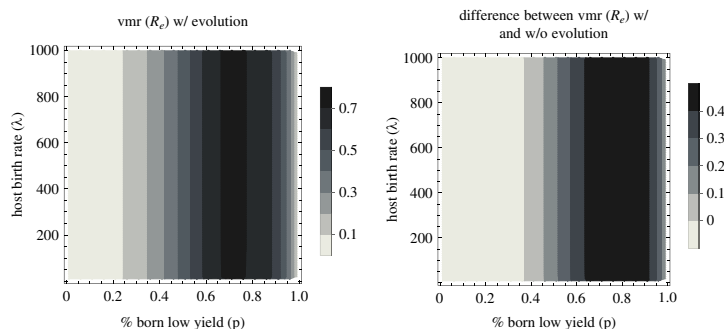 vmr (Rₑ) w/ evolution
1000
800
600
400
200
host birth rate (λ)
0 0.2 0.4 0.6 0.8 1.0
% born low yield (p)
0.7
0.5
0.3
0.1
difference between vmr (Rₑ) w/
and w/o evolution
1000
800
600
400
200
host birth rate (λ)
0 0.2 0.4 0.6 0.8 1.0
% born low yield (p)
0.4
0.3
0.2
0.1
0